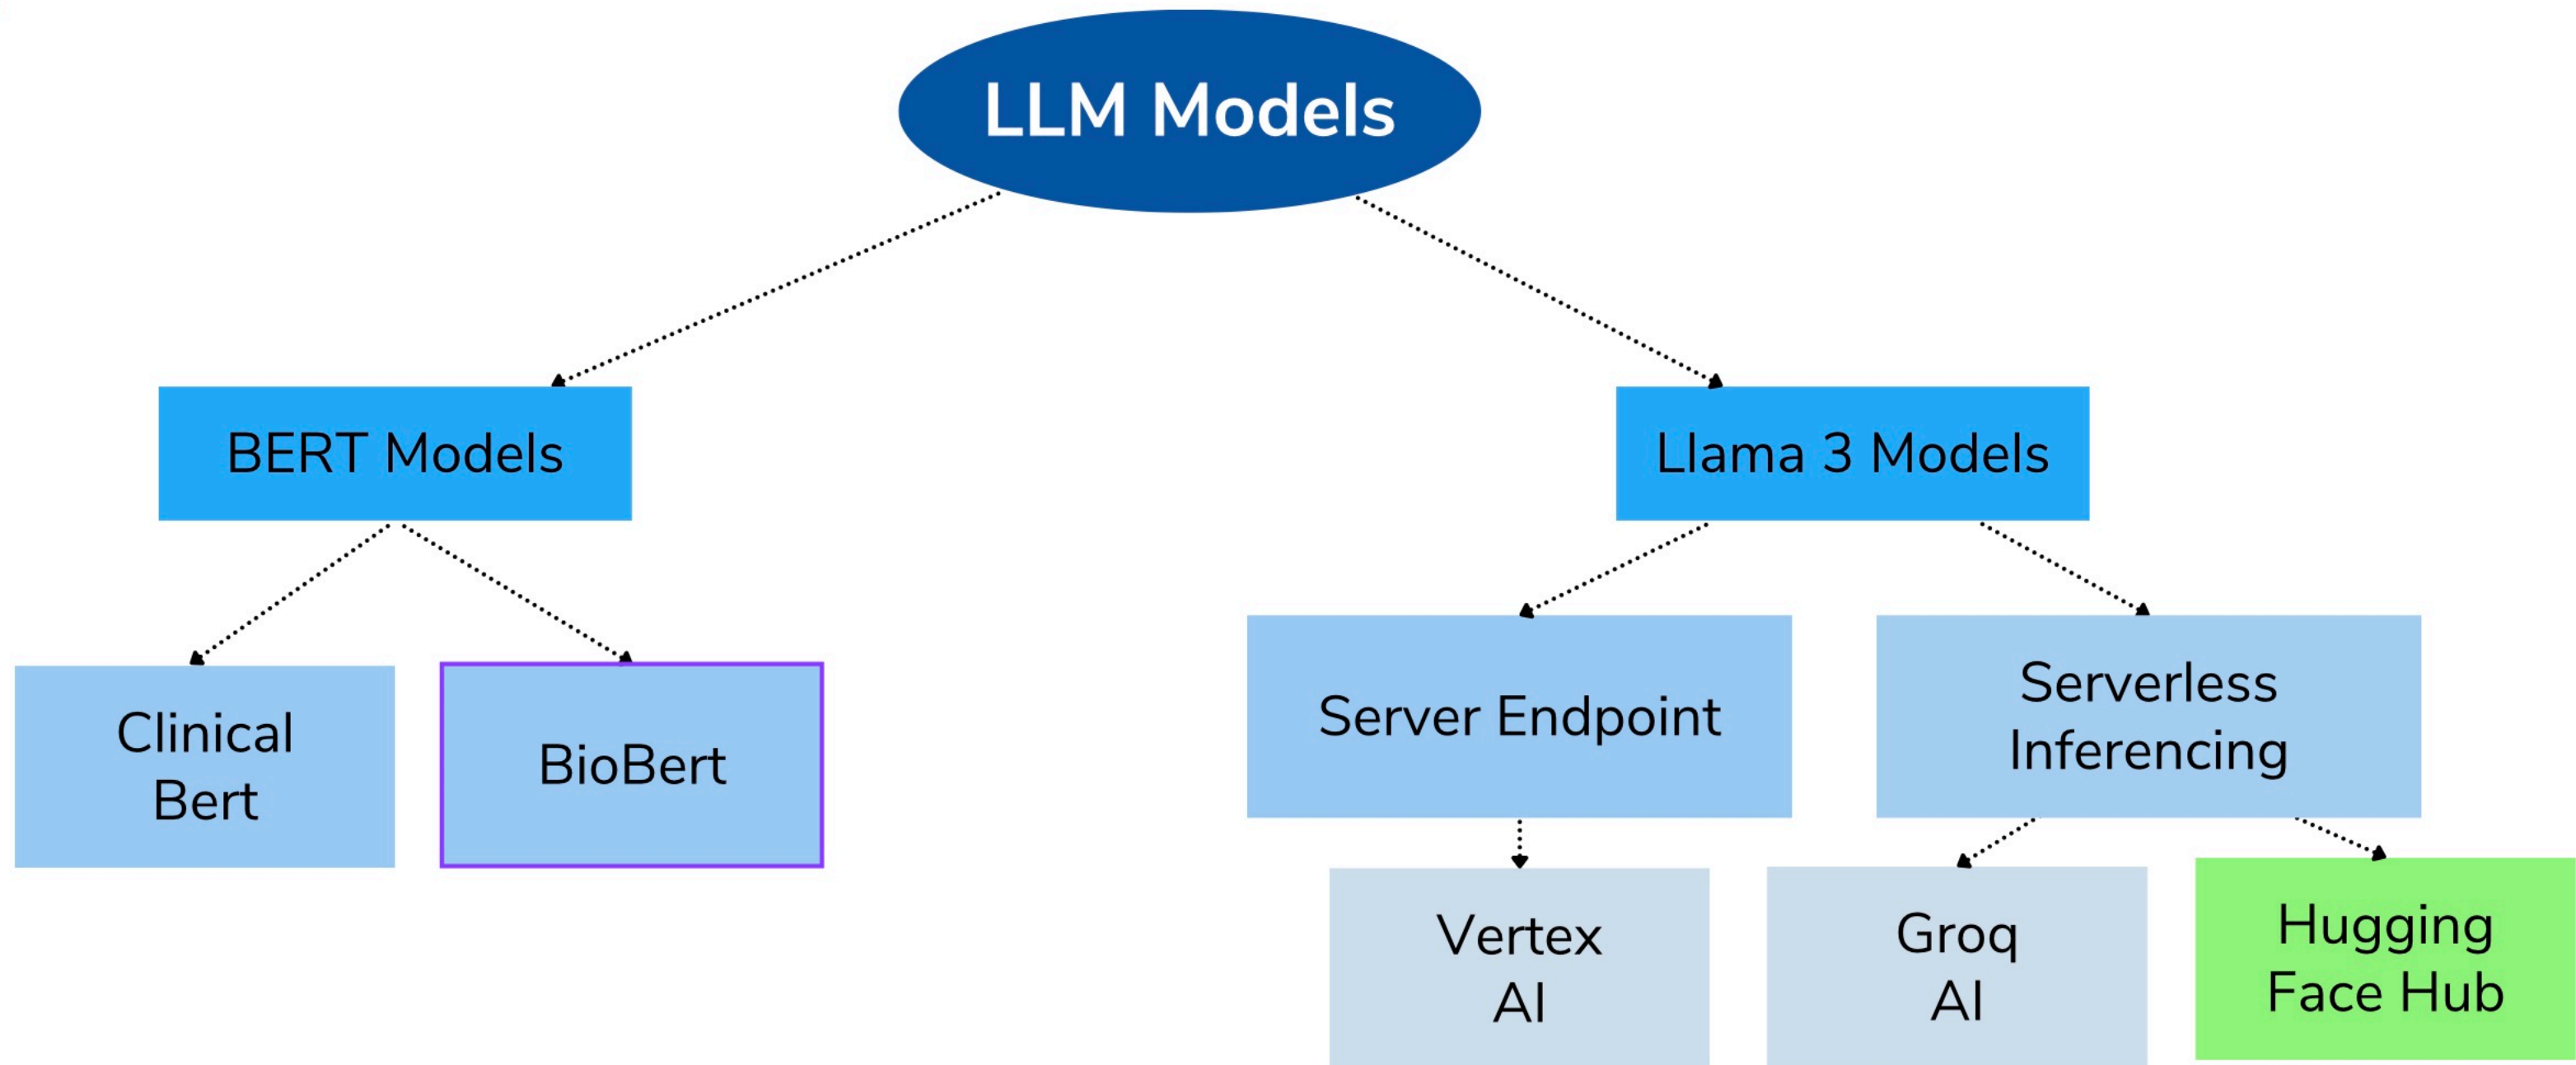 LLM Models
BERT Models
Llama 3 Models
Clinical
Bert
BioBert
Server Endpoint
Serverless
Inferencing
Vertex
AI
Groq
AI
Hugging
Face Hub